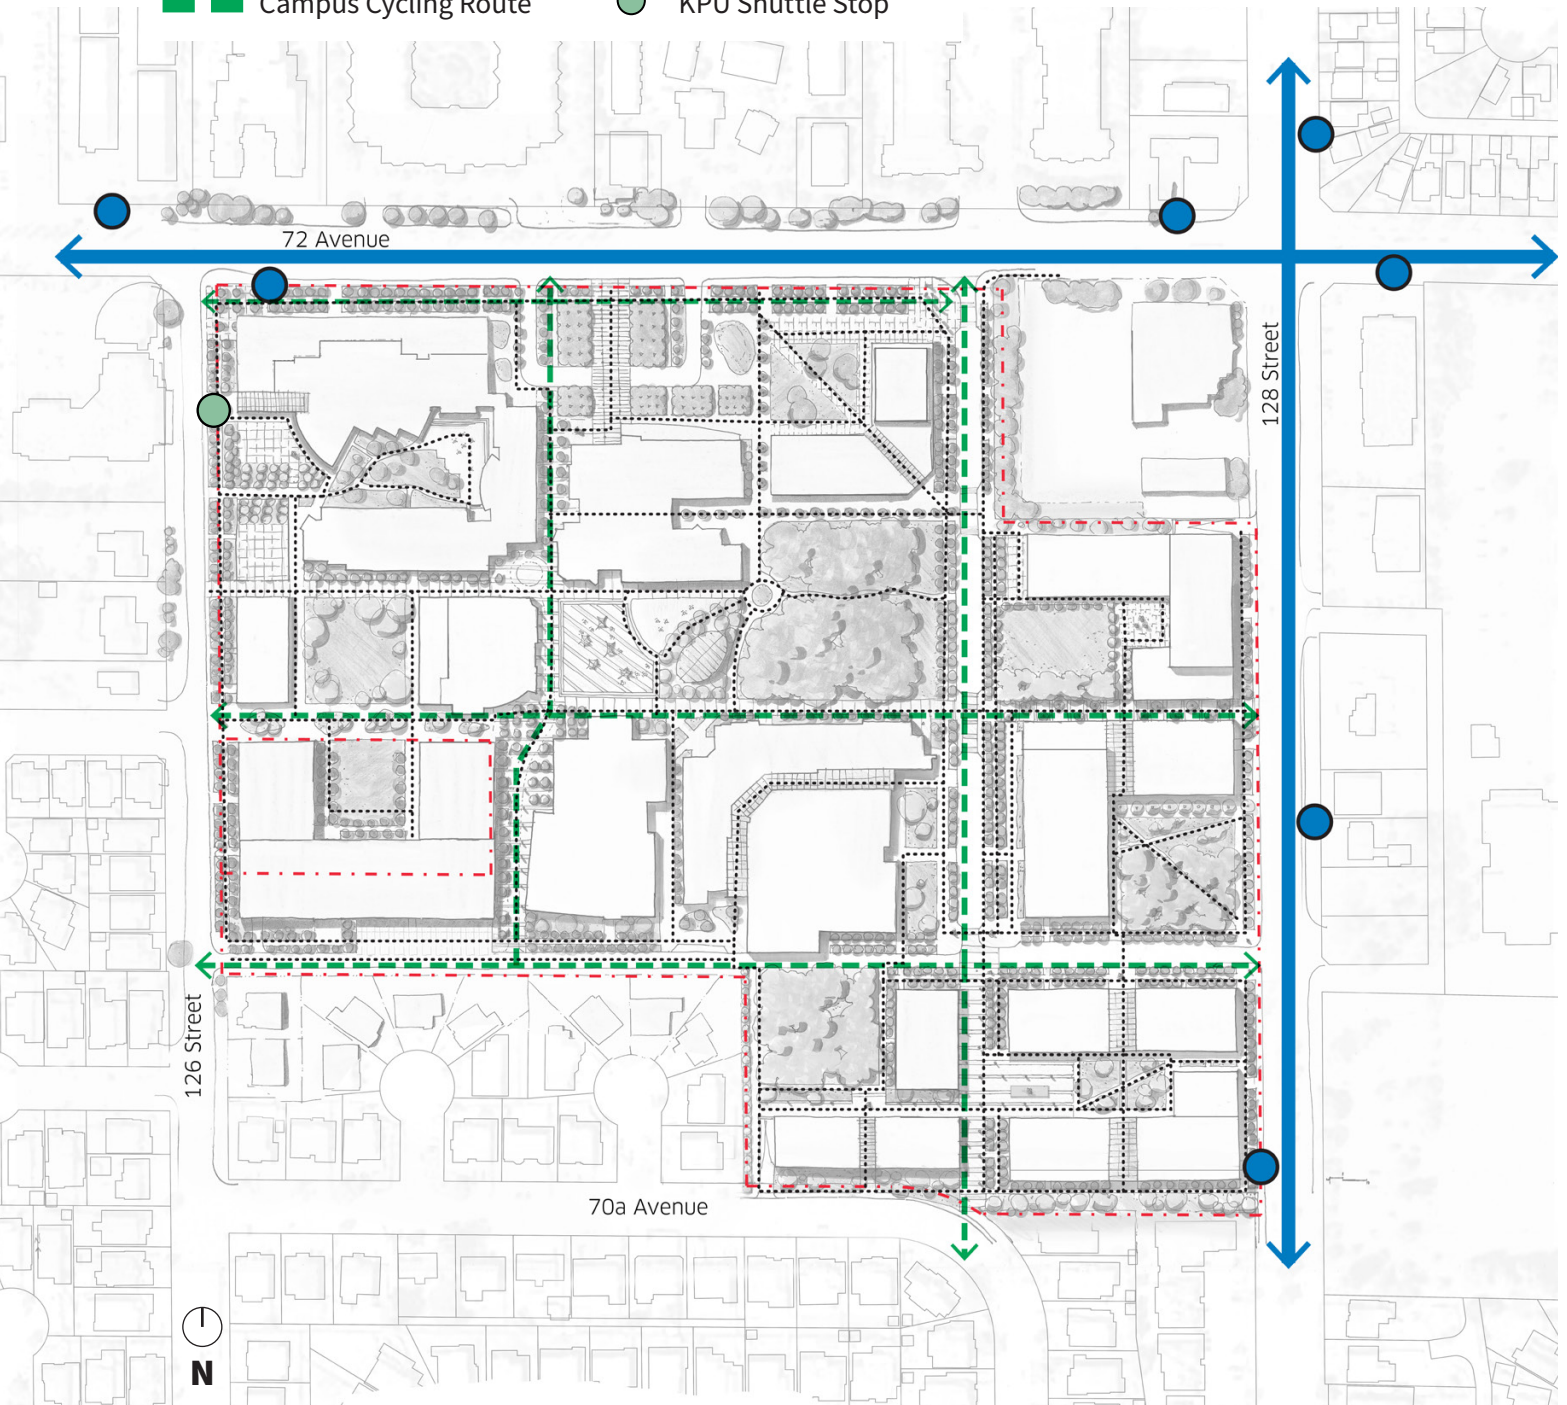 Campus Cycling Route
KPU Shuttle Stop
72 Avenue
128 Street
126 Street
70a Avenue
N